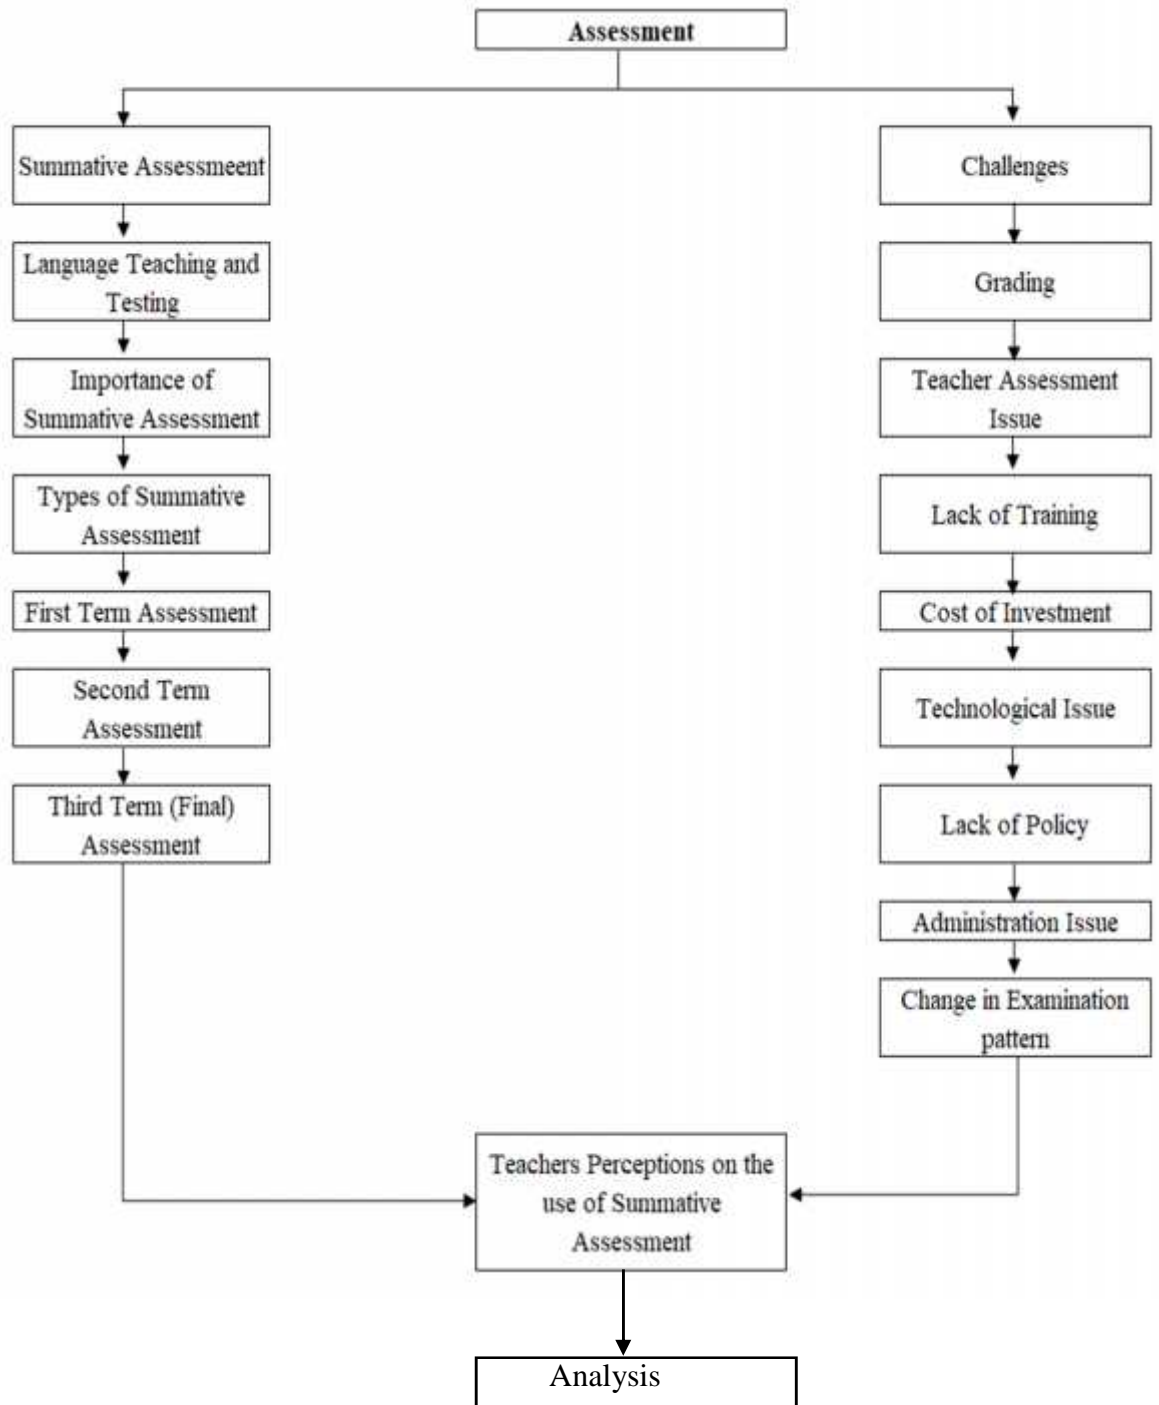 Assessment
Summative Assessmeent
Language Teaching and
Testing
Importance of
Summative Assessment
Types of Summative
Assessment
First Term Assessment
Second Term
Assessment
Third Term (Final)
Assessment
Challenges
Grading
Teacher Assessment
Issue
Lack of Training
Cost of Investment
Technological Issue
Lack of Policy
Administration Issue
Change in Examination
pattern
Teachers Perceptions on the
use of Summative
Assessment
Analysis